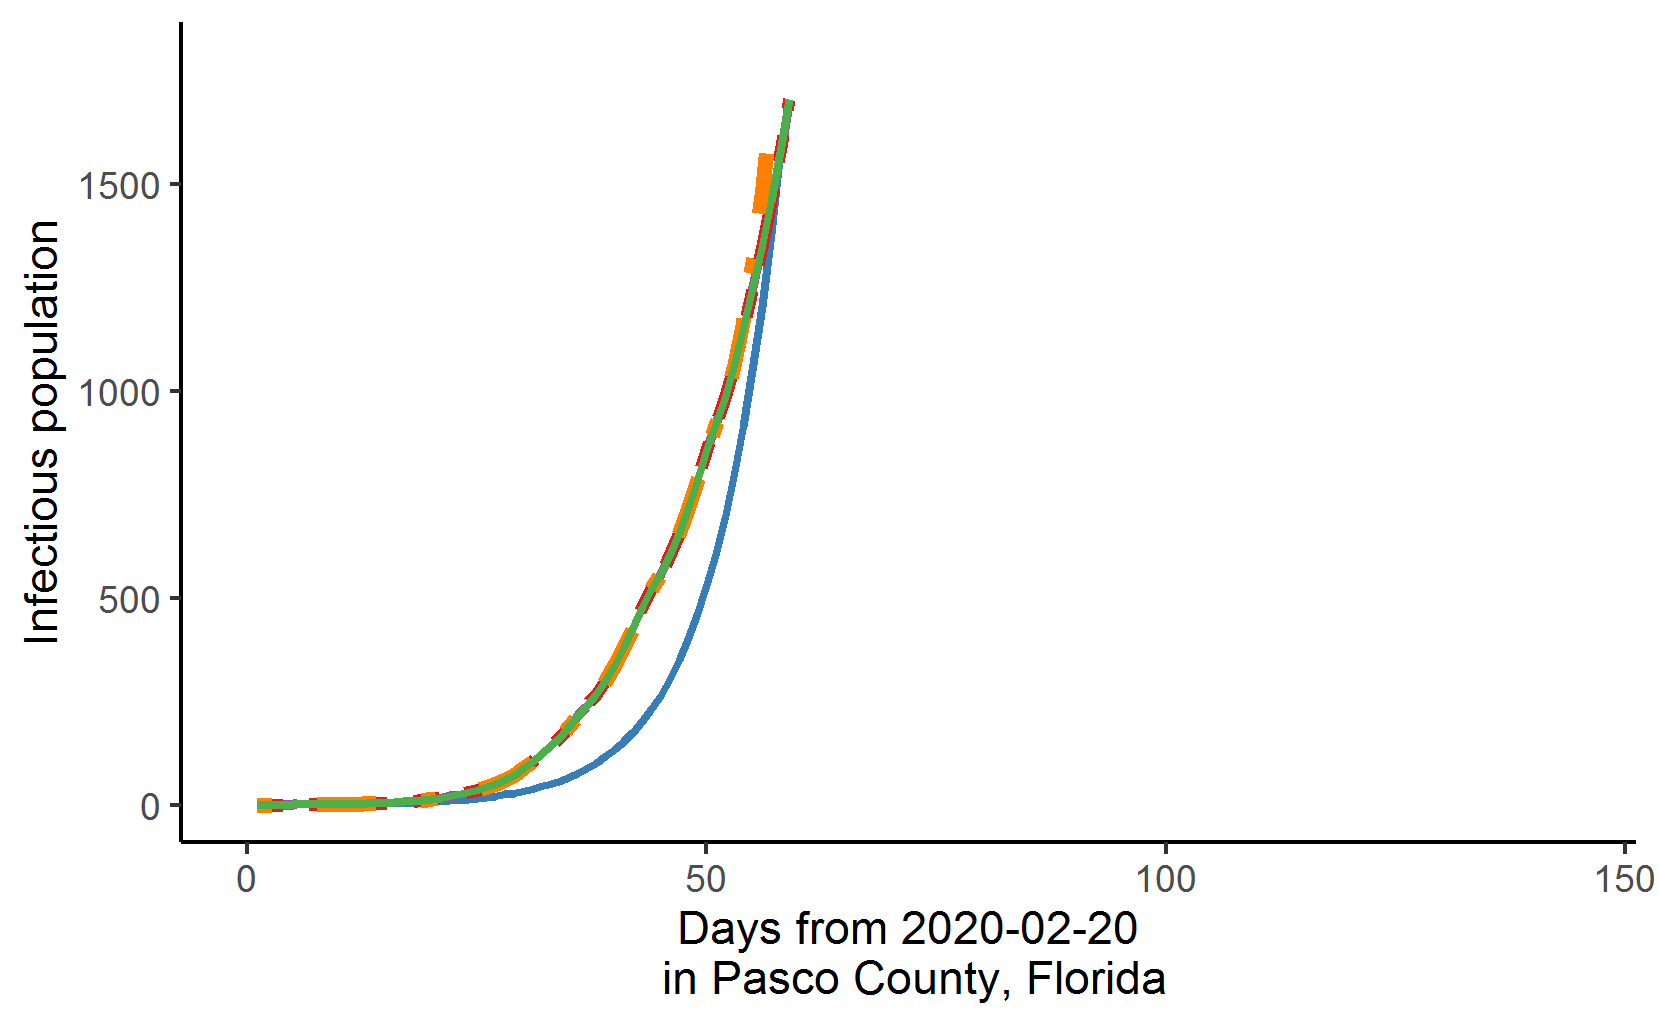 Infectious population
1500
1000
500
0
0 50 100 150
Days from 2020-02-20
in Pasco County, Florida